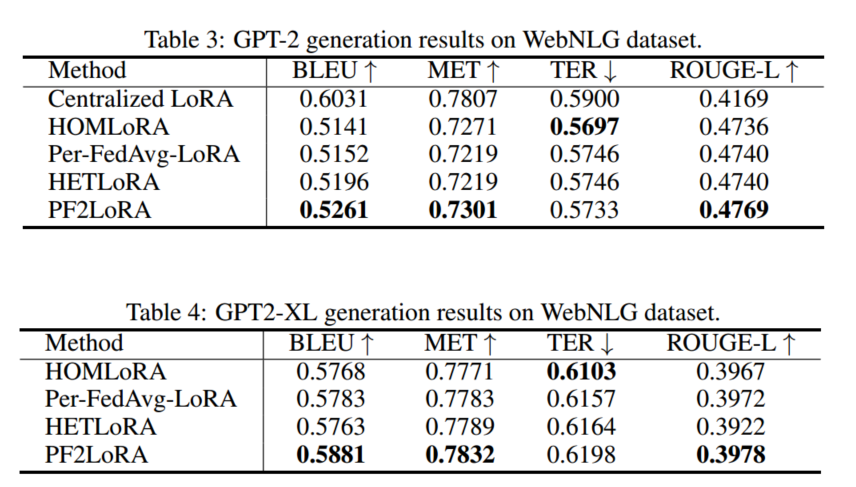 Table 3: GPT-2 generation results on WebNLG dataset.
Method BLEU ↑ MET ↑ TER ↓ ROUGE-L ↑
Centralized LoRA 0.6031 0.7807 0.5900 0.4169
HOMLoRA 0.5141 0.7271 0.5697 0.4736
Per-FedAvg-LoRA 0.5152 0.7219 0.5746 0.4740
HETLoRA 0.5196 0.7219 0.5746 0.4740
PF2LoRA 0.5261 0.7301 0.5733 0.4769
Table 4: GPT2-XL generation results on WebNLG dataset.
Method BLEU ↑ MET ↑ TER ↓ ROUGE-L ↑
HOMLoRA 0.5768 0.7771 0.6103 0.3967
Per-FedAvg-LoRA 0.5783 0.7783 0.6157 0.3972
HETLoRA 0.5763 0.7789 0.6164 0.3922
PF2LoRA 0.5881 0.7832 0.6198 0.3978